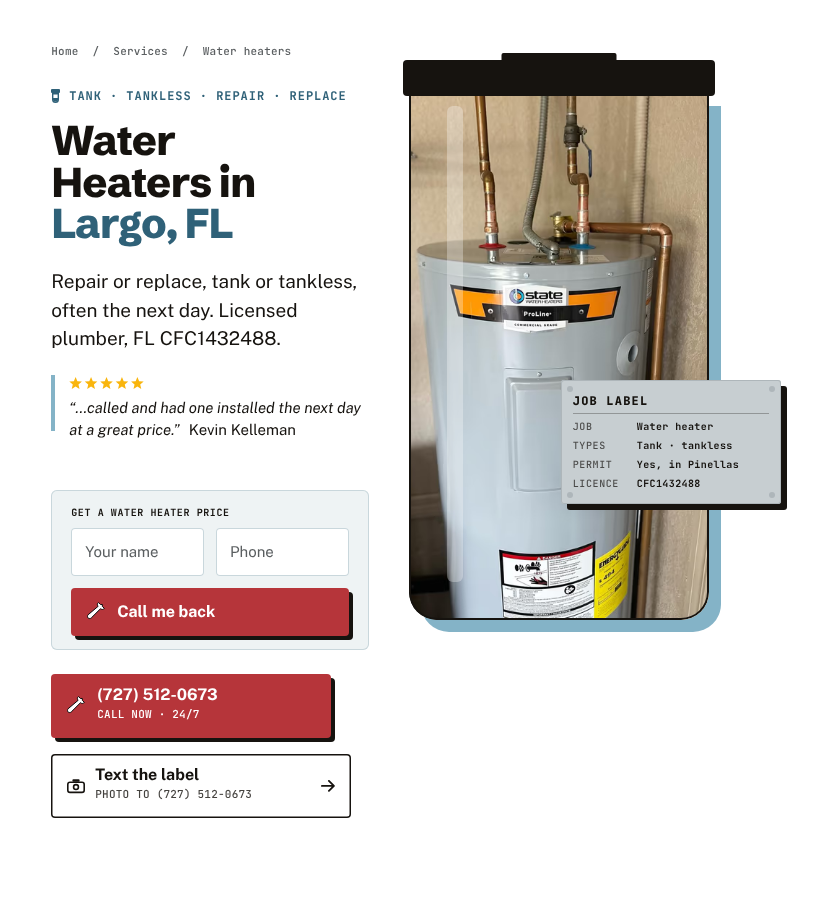 Home / Services / Water heaters
TANK · TANKLESS · REPAIR · REPLACE
Water
Heaters in
Largo, FL
Repair or replace, tank or tankless,
often the next day. Licensed
plumber, FL CFC1432488.
“…called and had one installed the next day
at a great price.” Kevin Kelleman
GET A WATER HEATER PRICE
Your name
Phone
Call me back
(727) 512-0673
CALL NOW · 24/7
Text the label
PHOTO TO (727) 512-0673
state
WATER HEATERS
ProLine
COMMERCIAL GRADE
JOB LABEL
JOB Water heater
TYPES Tank · tankless
PERMIT Yes, in Pinellas
LICENCE CFC1432488